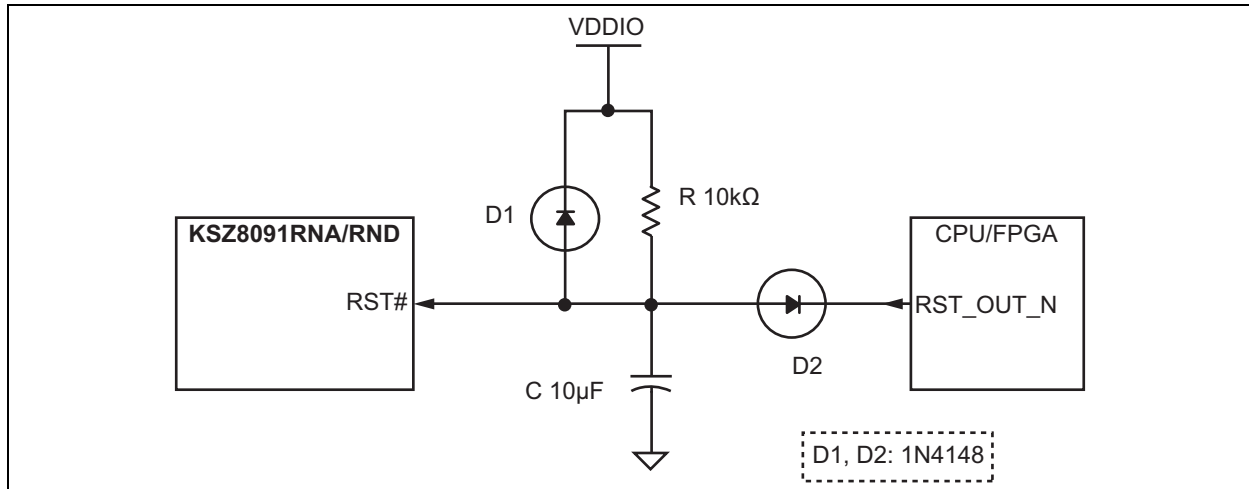 VDDIO
D1
R 10kΩ
KSZ8091RNA/RND
CPU/FPGA
RST#
RST_OUT_N
D2
C 10µF
D1, D2: 1N4148